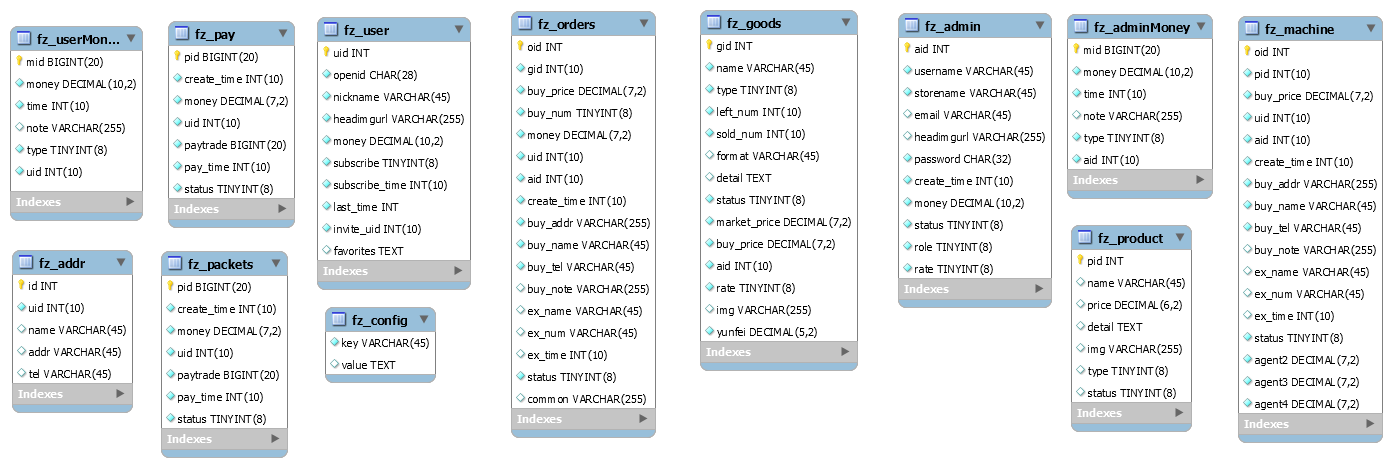 fz_userMon...
mid BIGINT(20)
money DECIMAL(10,2)
time INT(10)
note VARCHAR(255)
type TINYINT(8)
uid INT(10)
Indexes
fz_pay
pid BIGINT(20)
create_time INT(10)
money DECIMAL(7,2)
uid INT(10)
paytrade BIGINT(20)
pay_time INT(10)
status TINYINT(8)
Indexes
fz_user
uid INT
openid CHAR(28)
nickname VARCHAR(45)
headimgurl VARCHAR(255)
money DECIMAL(10,2)
subscribe TINYINT(8)
subscribe_time INT(10)
last_time INT
invite_uid INT(10)
favorites TEXT
Indexes
fz_orders
oid INT
gid INT(10)
buy_price DECIMAL(7,2)
buy_num TINYINT(8)
money DECIMAL(7,2)
uid INT(10)
aid INT(10)
create_time INT(10)
buy_addr VARCHAR(255)
buy_name VARCHAR(45)
buy_tel VARCHAR(45)
buy_note VARCHAR(255)
ex_name VARCHAR(45)
ex_num VARCHAR(45)
ex_time INT(10)
status TINYINT(8)
common VARCHAR(255)
Indexes
fz_goods
gid INT
name VARCHAR(45)
type TINYINT(8)
left_num INT(10)
sold_num INT(10)
format VARCHAR(45)
detail TEXT
status TINYINT(8)
market_price DECIMAL(7,2)
buy_price DECIMAL(7,2)
aid INT(10)
rate TINYINT(8)
img VARCHAR(255)
yunfei DECIMAL(5,2)
Indexes
fz_admin
aid INT
username VARCHAR(45)
storename VARCHAR(45)
email VARCHAR(45)
headimgurl VARCHAR(255)
password CHAR(32)
create_time INT(10)
money DECIMAL(10,2)
status TINYINT(8)
role TINYINT(8)
rate TINYINT(8)
Indexes
fz_adminMoney
mid BIGINT(20)
money DECIMAL(10,2)
time INT(10)
note VARCHAR(255)
type TINYINT(8)
aid INT(10)
Indexes
fz_machine
oid INT
pid INT(10)
buy_price DECIMAL(7,2)
uid INT(10)
aid INT(10)
create_time INT(10)
buy_addr VARCHAR(255)
buy_name VARCHAR(45)
buy_tel VARCHAR(45)
buy_note VARCHAR(255)
ex_name VARCHAR(45)
ex_num VARCHAR(45)
ex_time INT(10)
status TINYINT(8)
agent2 DECIMAL(7,2)
agent3 DECIMAL(7,2)
agent4 DECIMAL(7,2)
Indexes
fz_addr
id INT
uid INT(10)
name VARCHAR(45)
addr VARCHAR(45)
tel VARCHAR(45)
Indexes
fz_packets
pid BIGINT(20)
create_time INT(10)
money DECIMAL(7,2)
uid INT(10)
paytrade BIGINT(20)
pay_time INT(10)
status TINYINT(8)
Indexes
fz_config
key VARCHAR(45)
value TEXT
fz_product
pid INT
name VARCHAR(45)
price DECIMAL(6,2)
detail TEXT
img VARCHAR(255)
type TINYINT(8)
status TINYINT(8)
Indexes